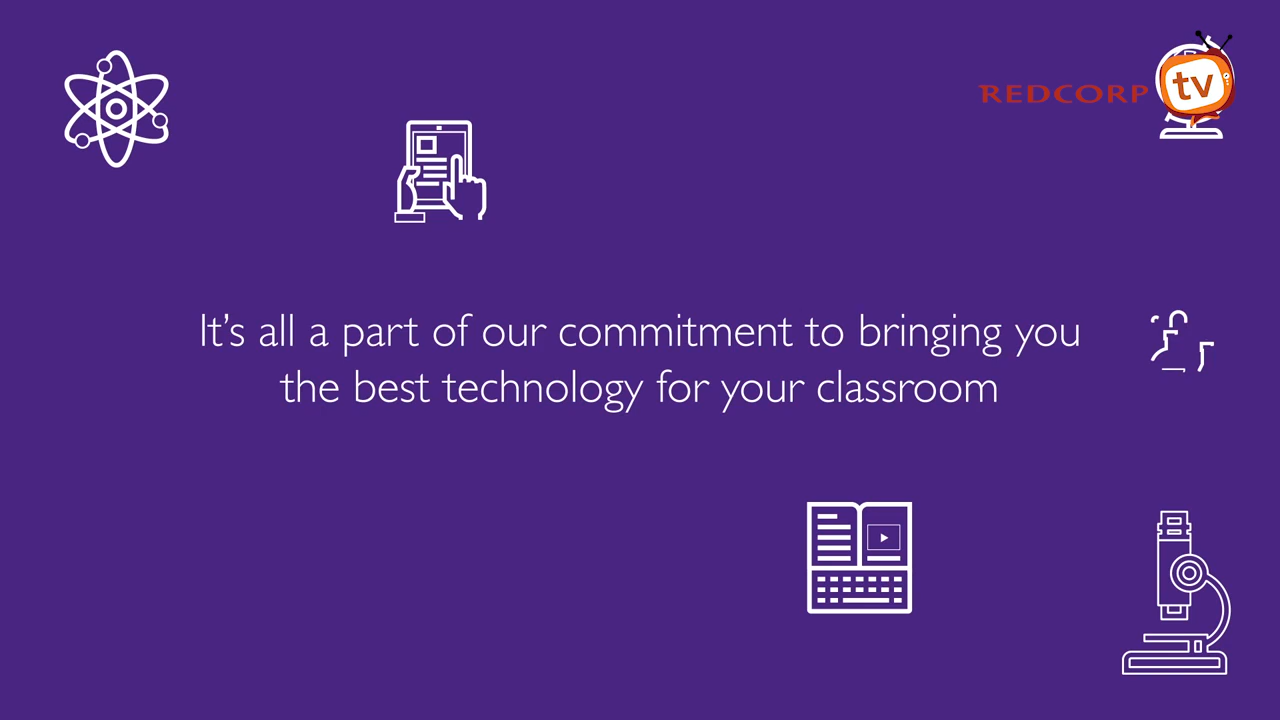 REDCORP tv
It's all a part of our commitment to bringing you
the best technology for your classroom